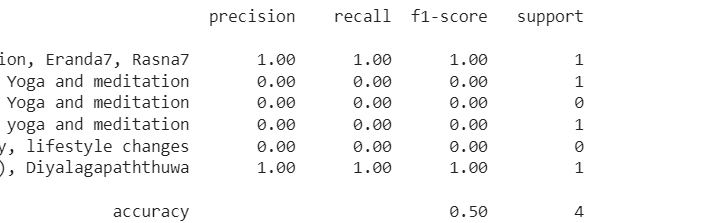 precision recall f1-score support
ion, Eranda7, Rasna7 1.00 1.00 1.00 1
Yoga and meditation 0.00 0.00 0.00 1
Yoga and meditation 0.00 0.00 0.00 0
yoga and meditation 0.00 0.00 0.00 1
y, lifestyle changes 0.00 0.00 0.00 0
), Diyalagapaththuwa 1.00 1.00 1.00 1
accuracy 0.50 4